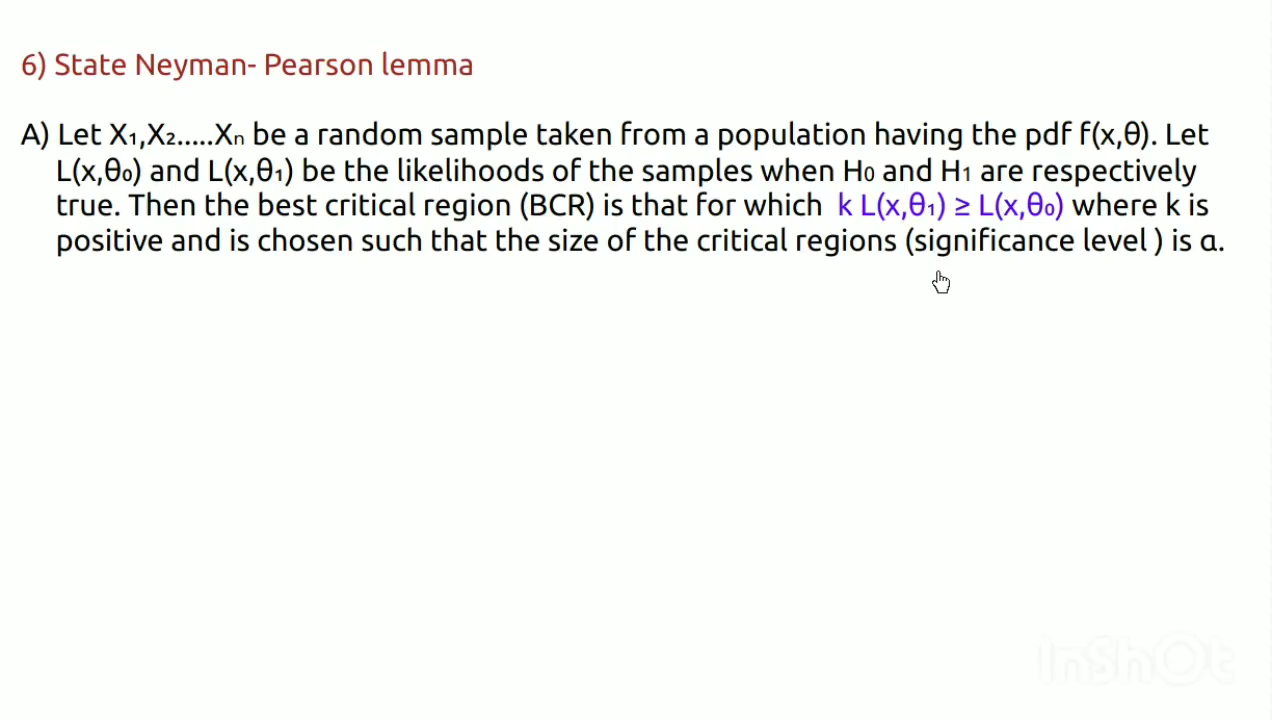 6) State Neyman- Pearson lemma
A) Let X₁,X₂.....Xn be a random sample taken from a population having the pdf f(x,θ). Let
L(x,θ₀) and L(x,θ₁) be the likelihoods of the samples when H₀ and H₁ are respectively
true. Then the best critical region (BCR) is that for which k L(x,θ₁) ≥ L(x,θ₀) where k is
positive and is chosen such that the size of the critical regions (significance level ) is α.
InShOt